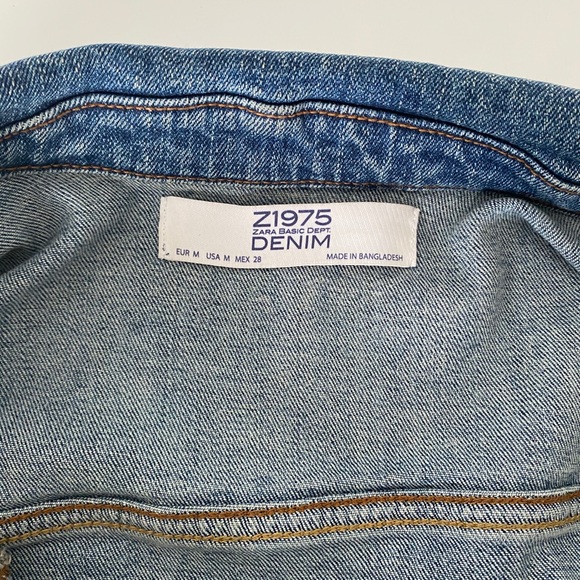 Z1975
ZARA BASIC DEPT.
DENIM
EUR M USA M MEX 28 MADE IN BANGLADESH